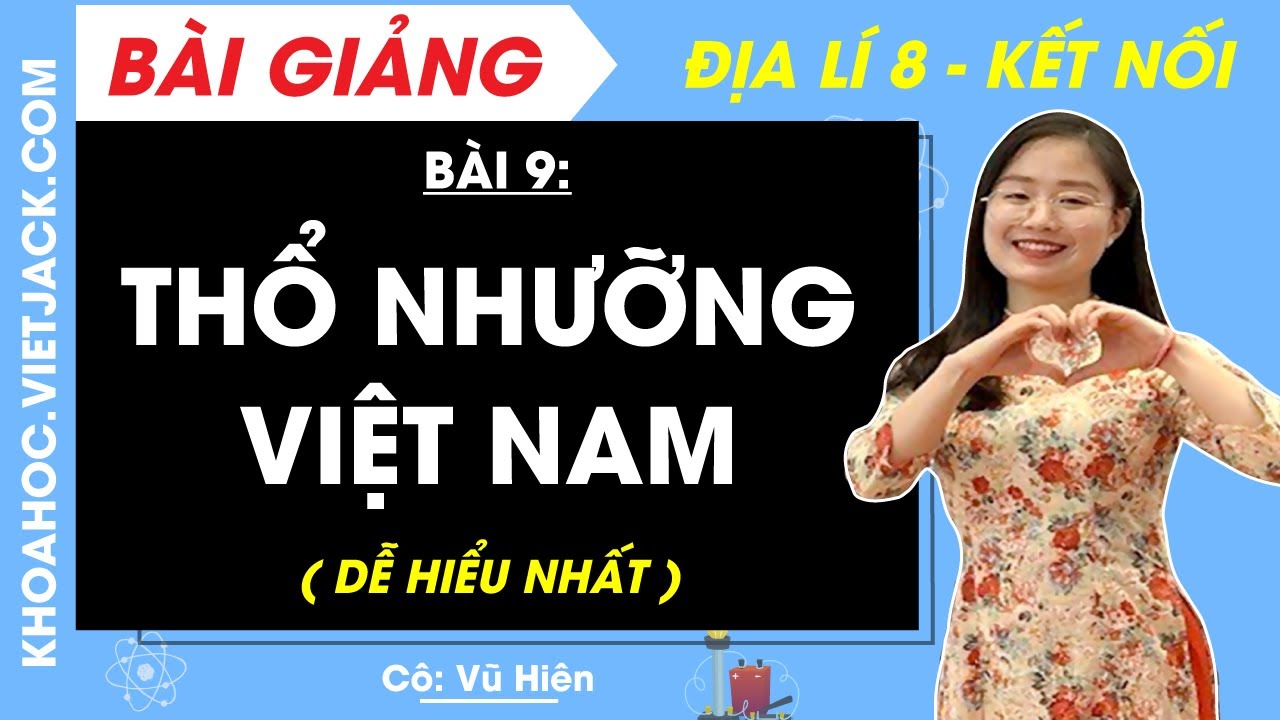 BÀI GIẢNG
ĐỊA LÍ 8 - KẾT NỐI
KHOAHOC.VIETJACK.COM
BÀI 9:
THỔ NHƯỠNG
VIỆT NAM
( DỄ HIỂU NHẤT )
Cô: Vũ Hiên